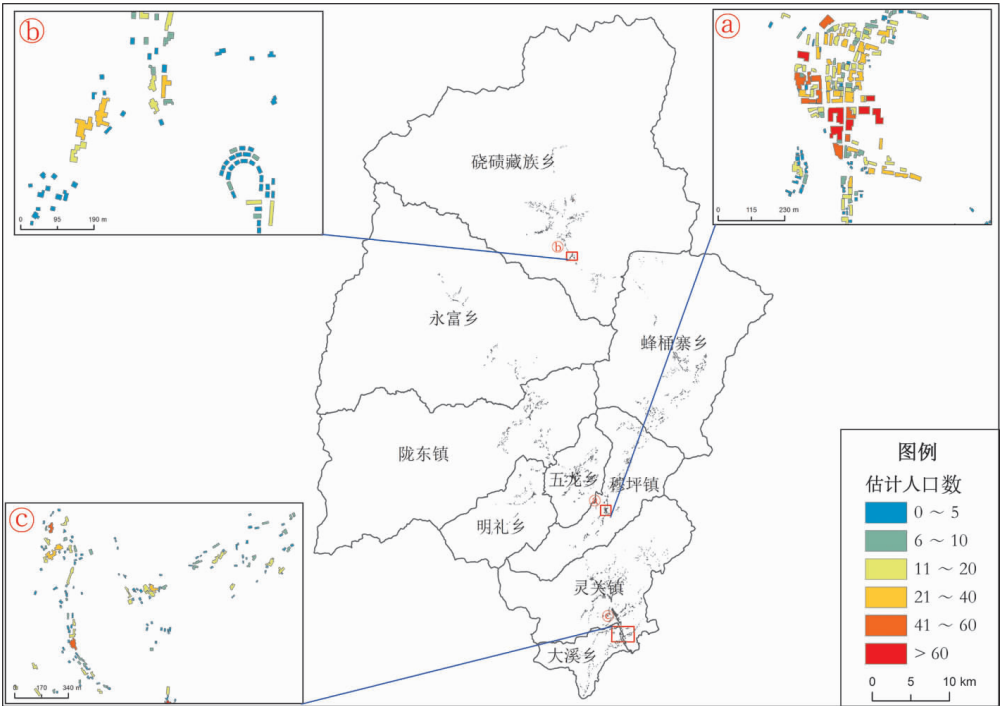 ⓑ
0 95 190 m
ⓐ
0 115 230 m
硗碛藏族乡
ⓑ
永富乡
蜂桶寨乡
陇东镇
五龙乡
穆坪镇
ⓐ
明礼乡
灵关镇
ⓒ
大溪乡
ⓒ
0 170 340 m
图例
估计人口数
0 ～ 5
6 ～ 10
11 ～ 20
21 ～ 40
41 ～ 60
> 60
0 5 10 km